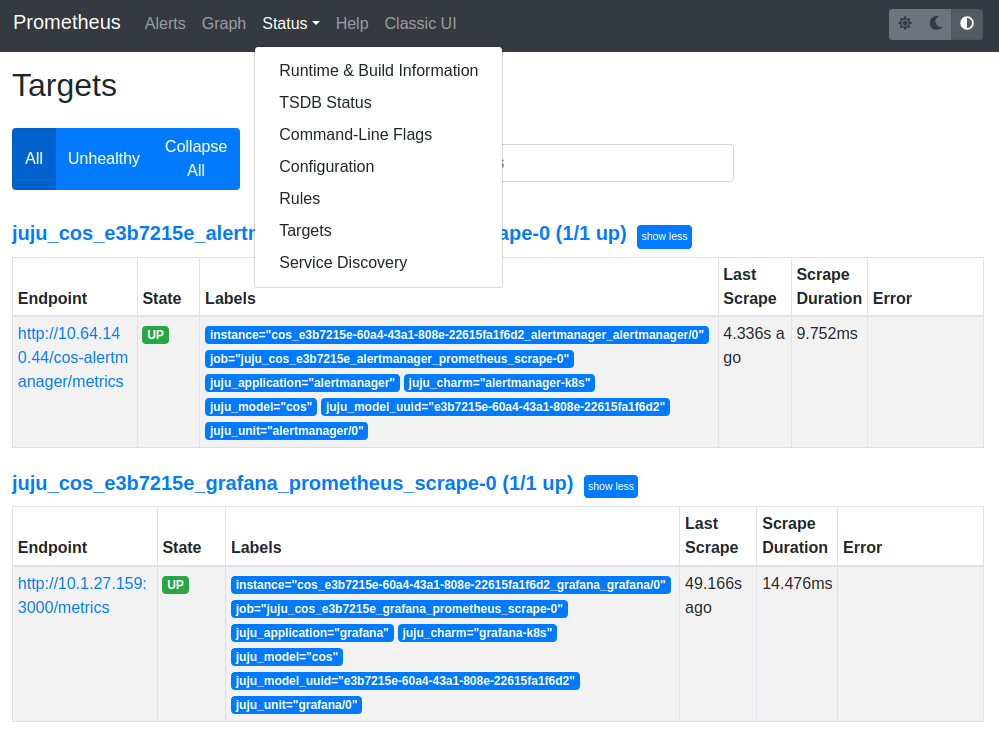 Prometheus Alerts Graph Status Help Classic UI
Runtime & Build Information
TSDB Status
Command-Line Flags
Configuration
Rules
Targets
Service Discovery
Targets
All Unhealthy Collapse
All
juju_cos_e3b7215e_alert ape-0 (1/1 up) show less
Endpoint State Labels Last
Scrape Scrape
Duration Error
http://10.64.14
0.44/cos-alertm
anager/metrics
UP
instance="cos_e3b7215e-60a4-43a1-808e-22615fa1f6d2_alertmanager_alertmanager/0"
job="juju_cos_e3b7215e_alertmanager_prometheus_scrape-0"
juju_application="alertmanager" juju_charm="alertmanager-k8s"
juju_model="cos" juju_model_uuid="e3b7215e-60a4-43a1-808e-22615fa1f6d2"
juju_unit="alertmanager/0"
4.336s a
go
9.752ms
juju_cos_e3b7215e_grafana_prometheus_scrape-0 (1/1 up) show less
Endpoint State Labels Last
Scrape Scrape
Duration Error
http://10.1.27.159:
3000/metrics
UP
instance="cos_e3b7215e-60a4-43a1-808e-22615fa1f6d2_grafana_grafana/0"
job="juju_cos_e3b7215e_grafana_prometheus_scrape-0"
juju_application="grafana" juju_charm="grafana-k8s"
juju_model="cos"
juju_model_uuid="e3b7215e-60a4-43a1-808e-22615fa1f6d2"
juju_unit="grafana/0"
49.166s
ago
14.476ms